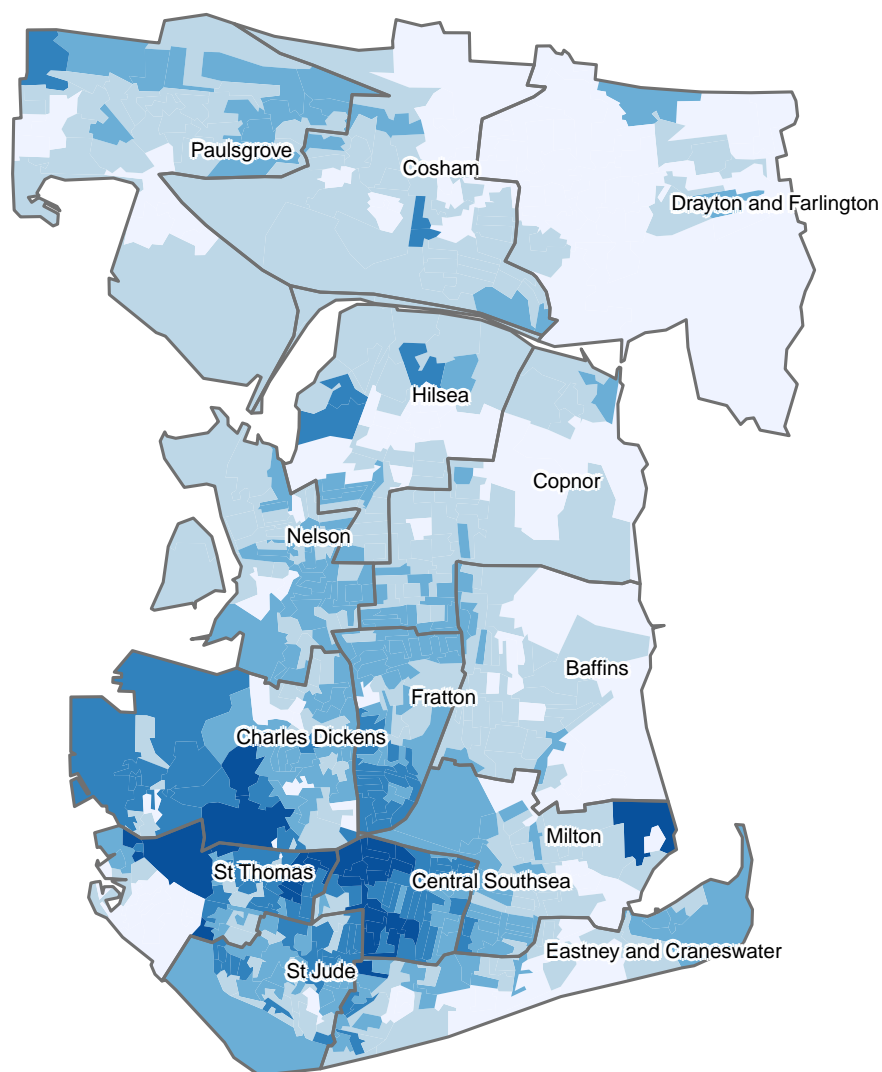 Paulsgrove
Cosham
Drayton and Farlington
Hilsea
Copnor
Nelson
Baffins
Fratton
Charles Dickens
Milton
St Thomas
Central Southsea
Eastney and Craneswater
St Jude